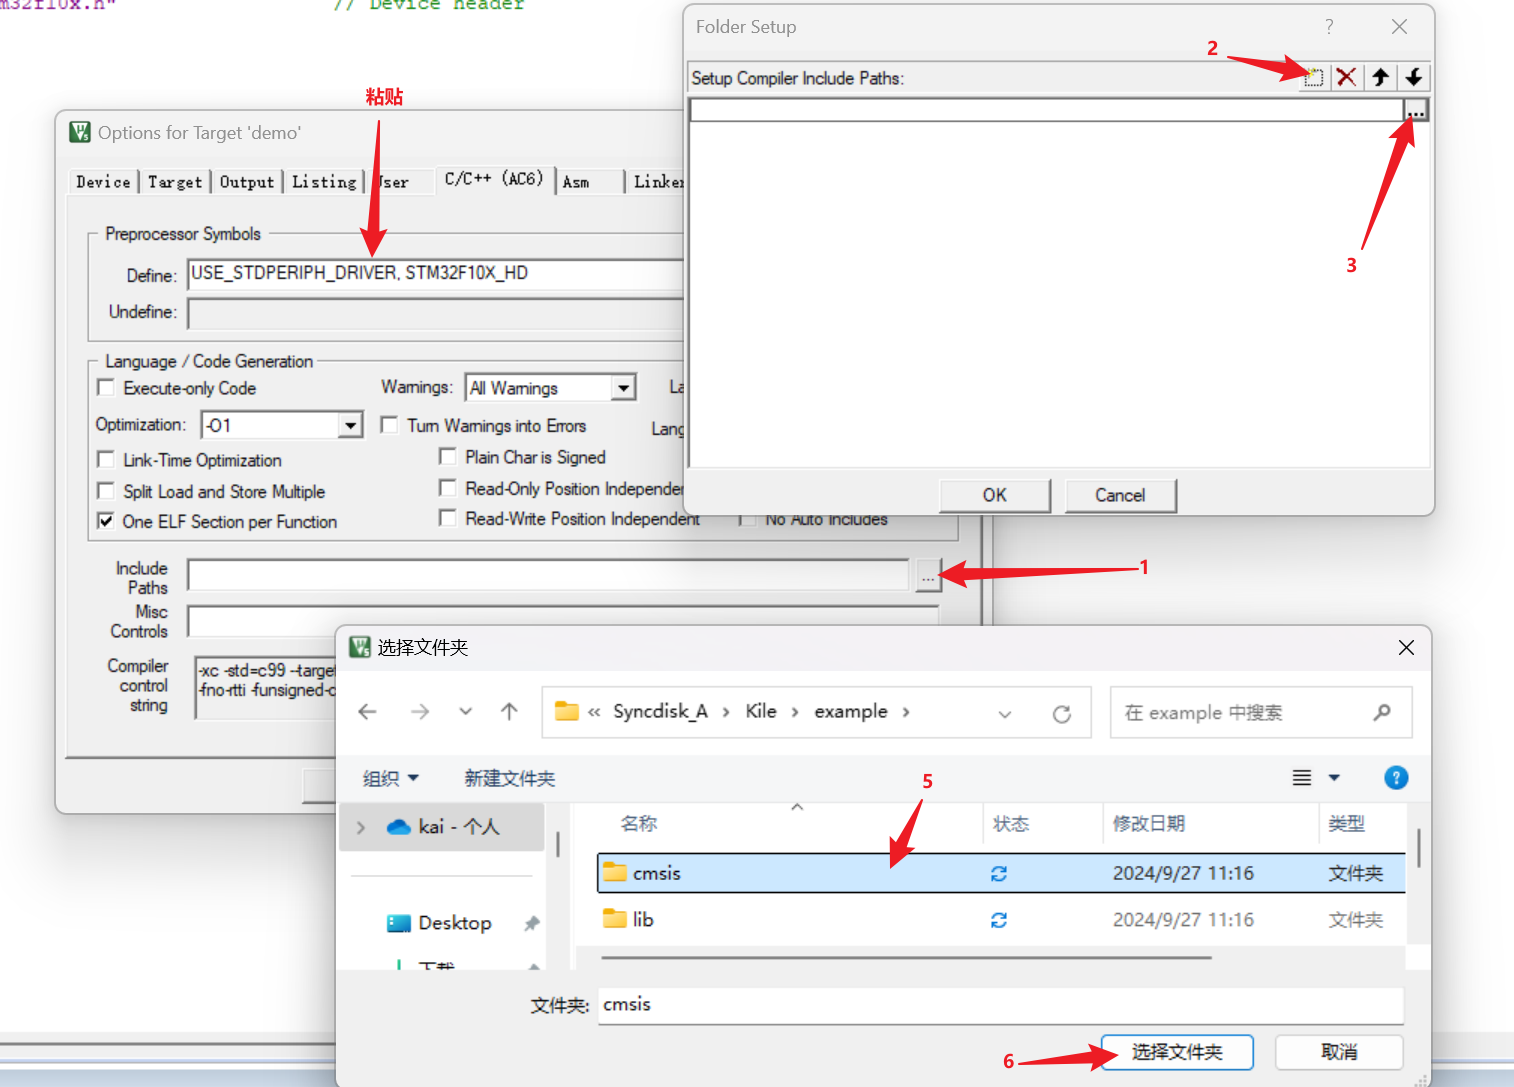 m32f10x.h" // Device header
粘贴
Options for Target 'demo'
Device Target Output Listing User C/C++ (AC6) Asm Linker
Preprocessor Symbols
Define: USE_STDPERIPH_DRIVER, STM32F10X_HD
Undefine:
Language / Code Generation
Execute-only Code Warnings: All Warnings La
Optimization: -O1 Turn Warnings into Errors Lang
Link-Time Optimization Plain Char is Signed
Split Load and Store Multiple Read-Only Position Independen
One ELF Section per Function Read-Write Position Independent No Auto Includes
Include
Paths ... 1
Misc
Controls
Compiler
control
string
-xc -std=c99 --target
-fno-rtti -funsigned-c
Folder Setup ?
2
Setup Compiler Include Paths:
...
3
OK Cancel
选择文件夹
« Syncdisk_A › Kile › example › 在 example 中搜索
组织 新建文件夹 ?
5
kai - 个人
Desktop
下载
名称 状态 修改日期 类型
cmsis 2024/9/27 11:16 文件夹
lib 2024/9/27 11:16 文件夹
文件夹: cmsis
6 选择文件夹 取消